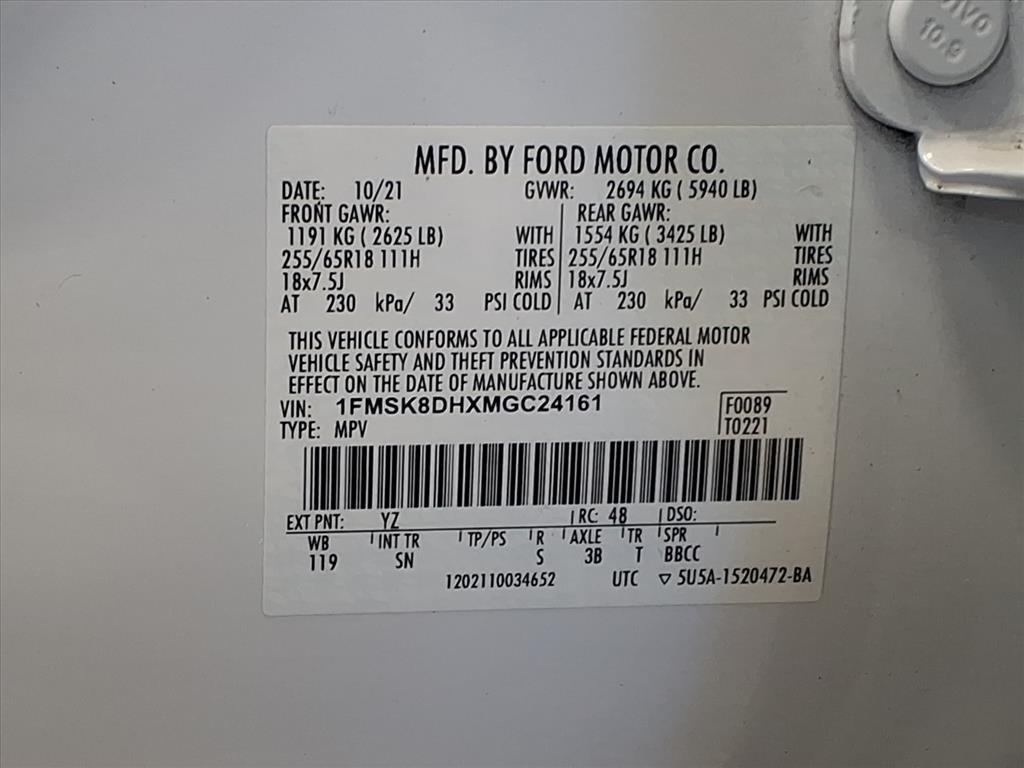 10.9
MFD. BY FORD MOTOR CO.
DATE: 10/21 GVWR: 2694 KG ( 5940 LB)
FRONT GAWR: REAR GAWR:
1191 KG ( 2625 LB) WITH 1554 KG ( 3425 LB) WITH
255/65R18 111H TIRES 255/65R18 111H TIRES
18x7.5J RIMS 18x7.5J RIMS
AT 230 kPa/ 33 PSI COLD AT 230 kPa/ 33 PSI COLD
THIS VEHICLE CONFORMS TO ALL APPLICABLE FEDERAL MOTOR
VEHICLE SAFETY AND THEFT PREVENTION STANDARDS IN
EFFECT ON THE DATE OF MANUFACTURE SHOWN ABOVE.
VIN: 1FMSK8DHXMGC24161 F0089
TYPE: MPV T0221
EXT PNT: YZ RC: 48 DSO:
WB INT TR TP/PS R AXLE TR SPR
119 SN S 3B T BBCC
1202110034652 UTC ▽ 5U5A-1520472-BA